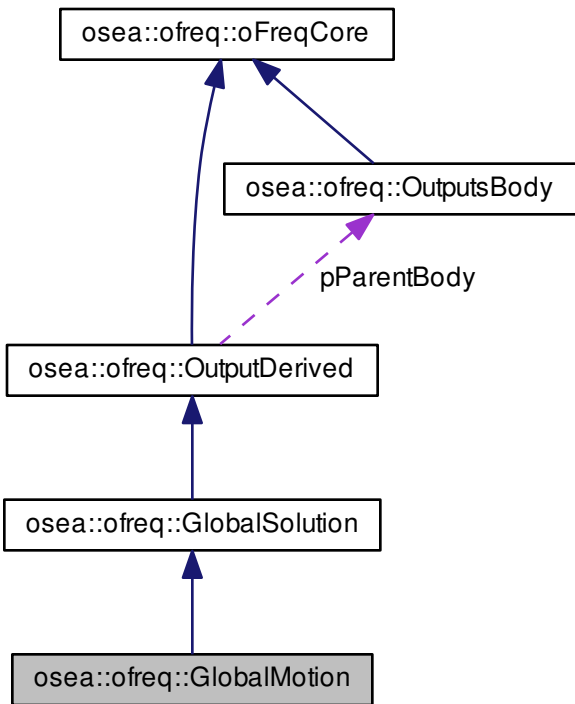 osea::ofreq::oFreqCore
osea::ofreq::OutputsBody
pParentBody
osea::ofreq::OutputDerived
osea::ofreq::GlobalSolution
osea::ofreq::GlobalMotion